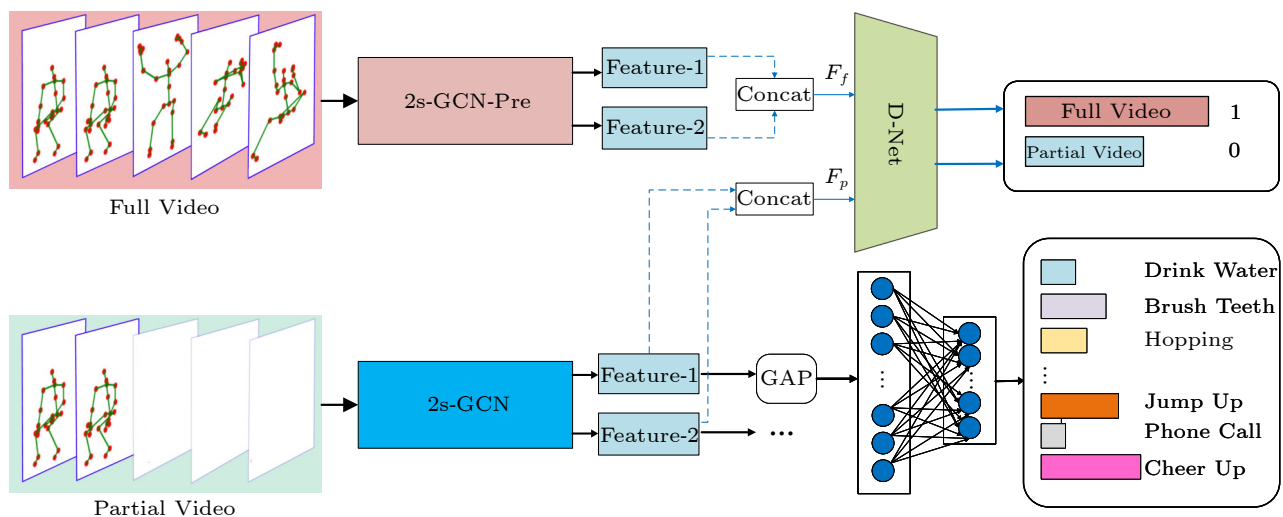 Full Video
2s-GCN-Pre
Feature-1
Feature-2
Concat
F_f
D-Net
Full Video 1
Partial Video 0
Concat
F_p
Partial Video
2s-GCN
Feature-1
Feature-2
GAP
...
...
...
Drink Water
Brush Teeth
Hopping
...
Jump Up
Phone Call
Cheer Up